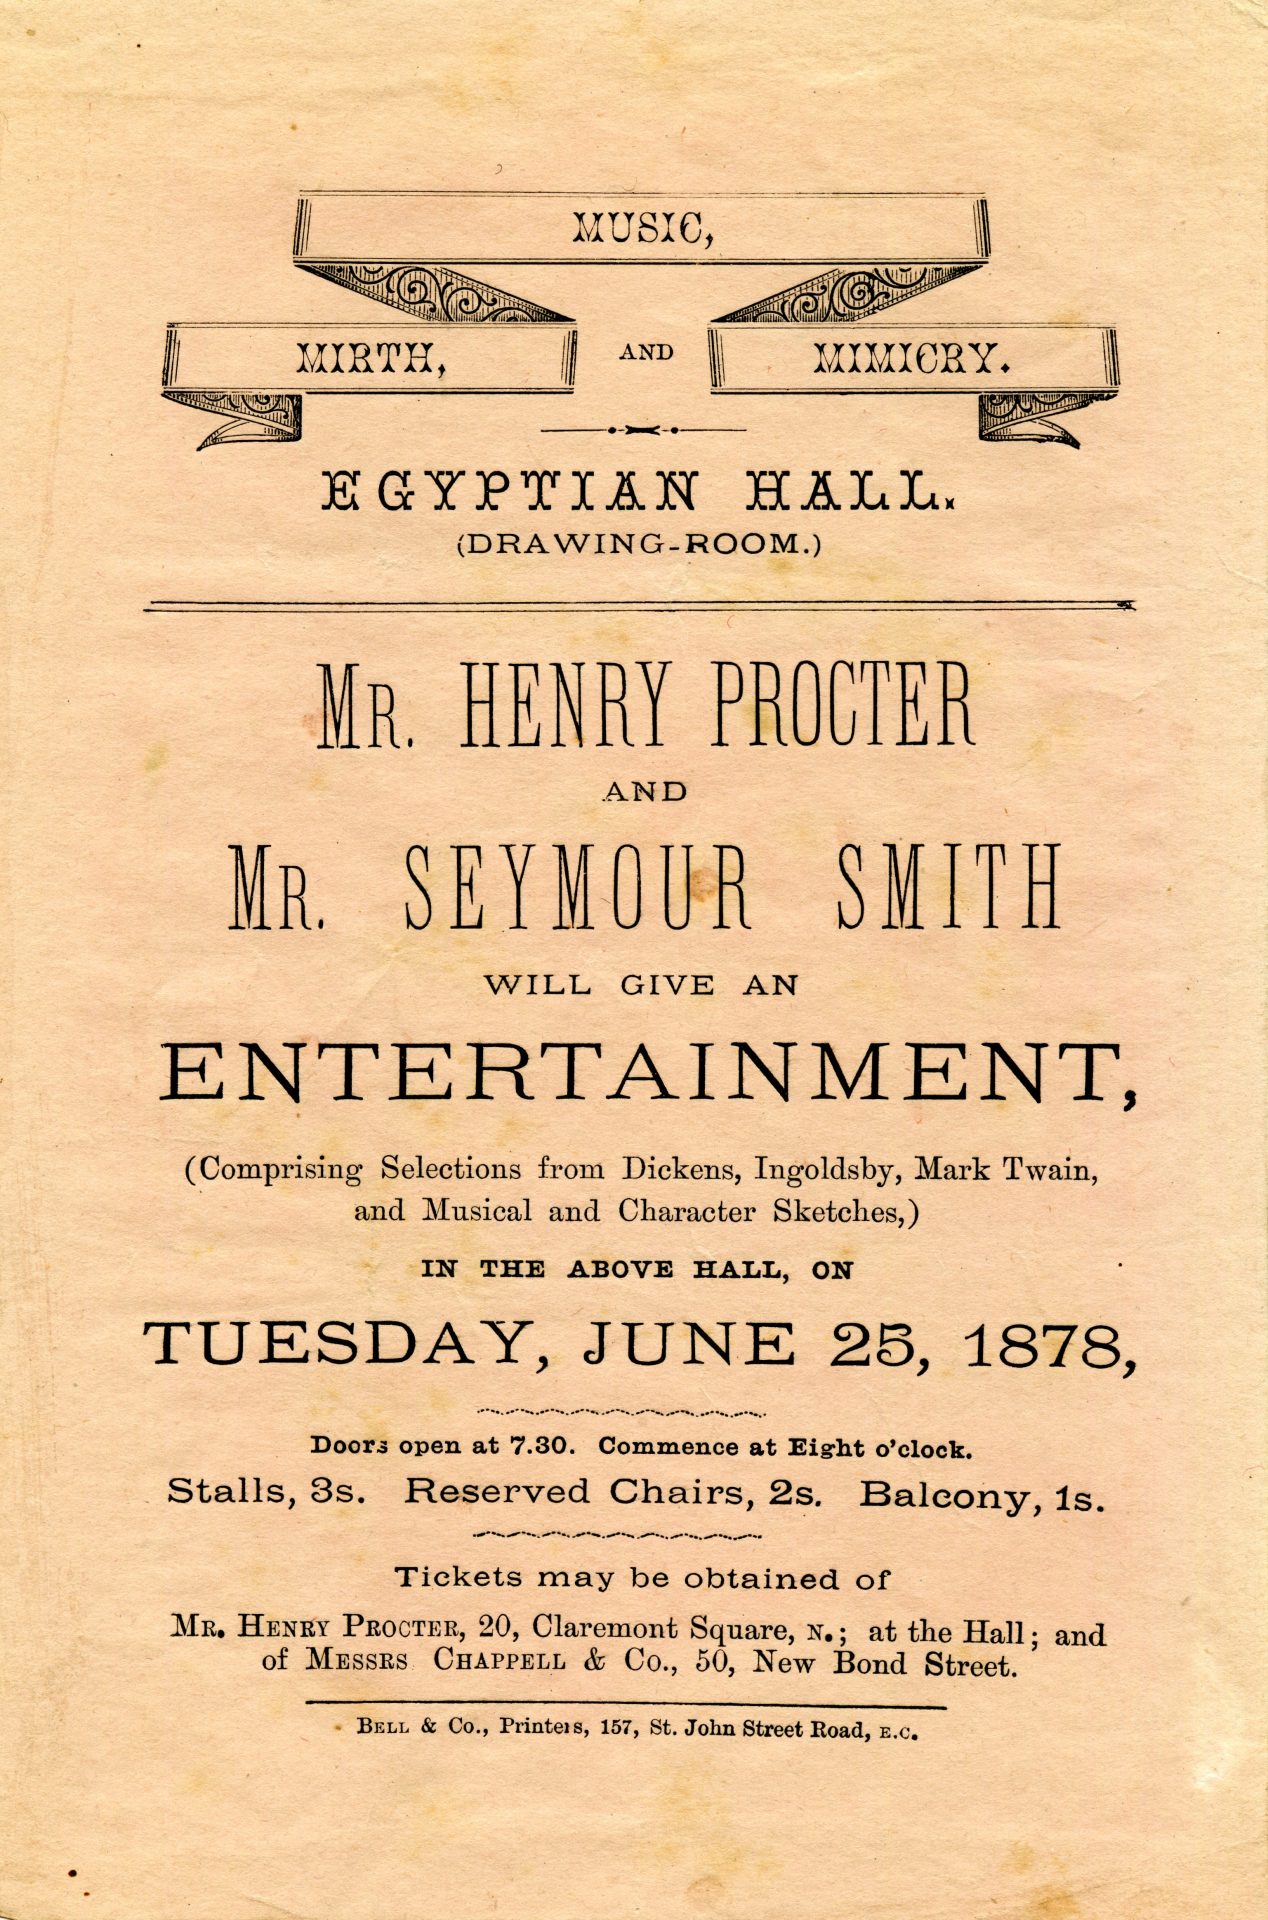 MUSIC,
MIRTH, AND MIMICRY.
EGYPTIAN HALL.
(DRAWING-ROOM.)
MR. HENRY PROCTER
AND
MR. SEYMOUR SMITH
WILL GIVE AN
ENTERTAINMENT,
(Comprising Selections from Dickens, Ingoldsby, Mark Twain,
and Musical and Character Sketches,)
IN THE ABOVE HALL, ON
TUESDAY, JUNE 25, 1878,
Doors open at 7.30. Commence at Eight o'clock.
Stalls, 3s. Reserved Chairs, 2s. Balcony, 1s.
Tickets may be obtained of
MR. HENRY PROCTER, 20, Claremont Square, N.; at the Hall; and
of MESSRS CHAPPELL & Co., 50, New Bond Street.
BELL & Co., Printers, 157, St. John Street Road, E.C.